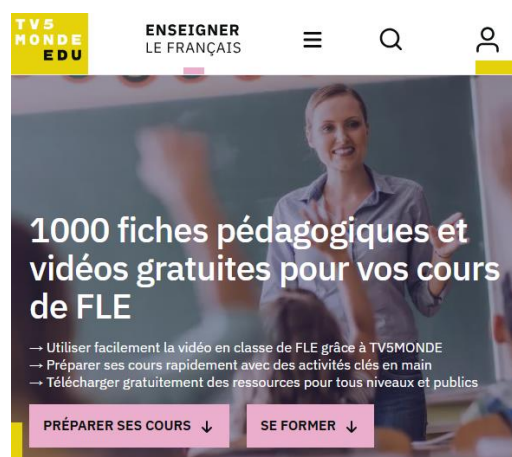 TV5
MONDE
EDU
ENSEIGNER
LE FRANÇAIS
1000 fiches pédagogiques et
vidéos gratuites pour vos cours
de FLE
→ Utiliser facilement la vidéo en classe de FLE grâce à TV5MONDE
→ Préparer ses cours rapidement avec des activités clés en main
→ Télécharger gratuitement des ressources pour tous niveaux et publics
PRÉPARER SES COURS ↓
SE FORMER ↓